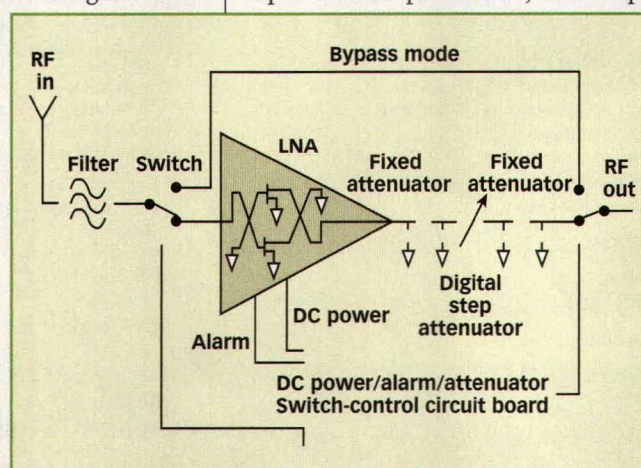 Bypass mode
RF
in
LNA
Filter
Switch
Fixed
attenuator
Fixed
attenuator
RF
out
Digital
step
attenuator
DC power
Alarm
DC power/alarm/attenuator
Switch-control circuit board